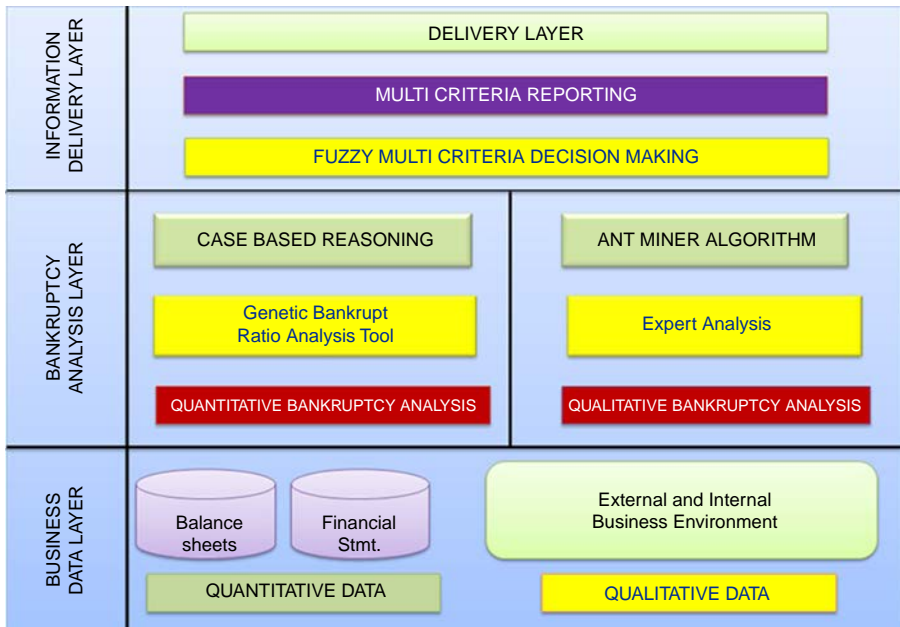 INFORMATION
DELIVERY LAYER
DELIVERY LAYER
MULTI CRITERIA REPORTING
FUZZY MULTI CRITERIA DECISION MAKING
BANKRUPTCY
ANALYSIS LAYER
CASE BASED REASONING
Genetic Bankrupt
Ratio Analysis Tool
QUANTITATIVE BANKRUPTCY ANALYSIS
ANT MINER ALGORITHM
Expert Analysis
QUALITATIVE BANKRUPTCY ANALYSIS
BUSINESS
DATA LAYER
Balance
sheets
Financial
Stmt.
QUANTITATIVE DATA
External and Internal
Business Environment
QUALITATIVE DATA